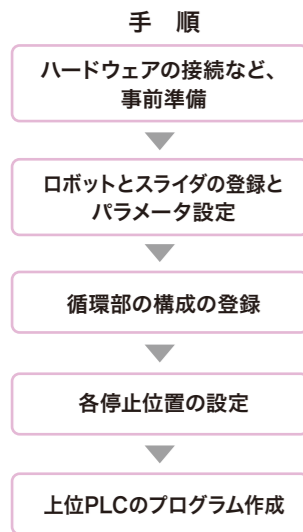 手 順
ハードウェアの接続など、
事前準備
ロボットとスライダの登録と
パラメータ設定
循環部の構成の登録
各停止位置の設定
上位PLCのプログラム作成